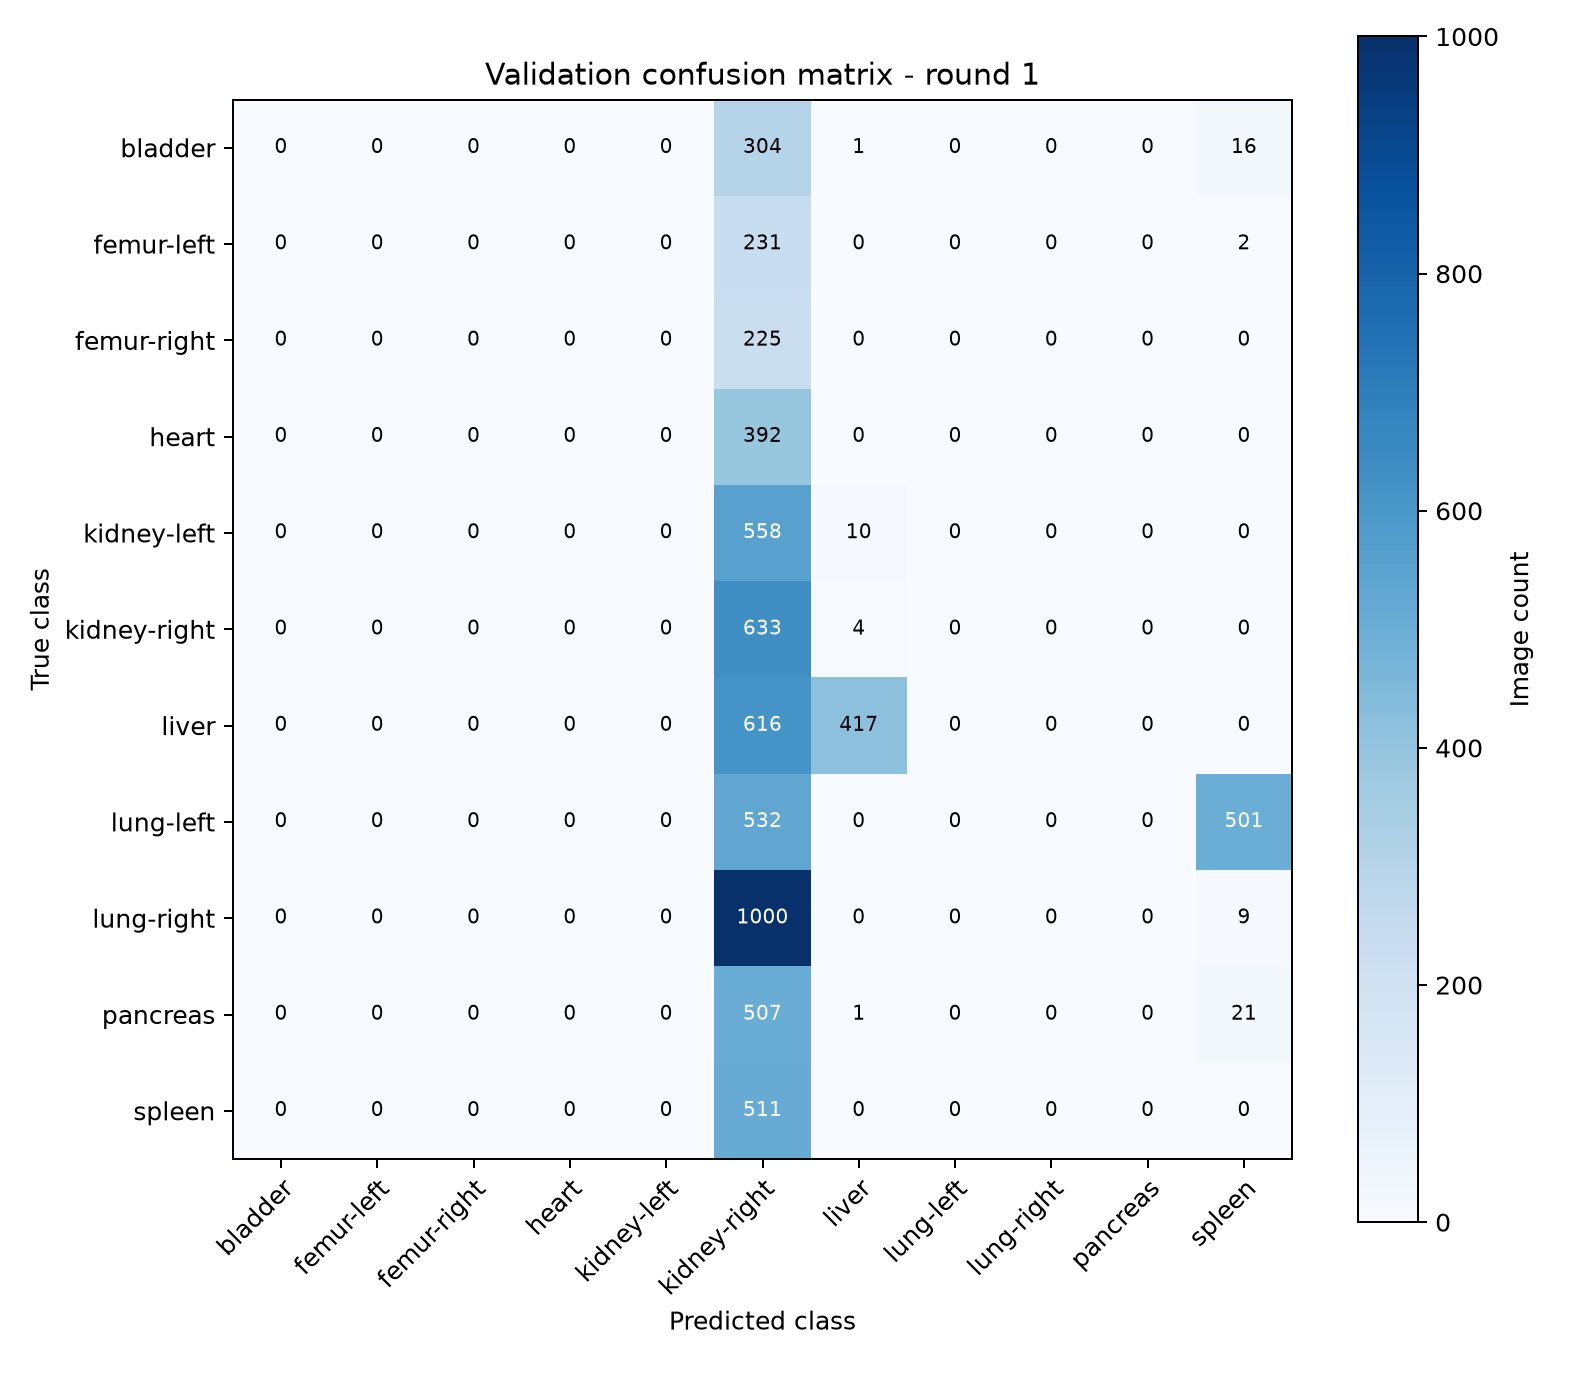 Validation confusion matrix - round 1
bladder 0 0 0 0 0 304 1 0 0 0 16
femur-left 0 0 0 0 0 231 0 0 0 0 2
femur-right 0 0 0 0 0 225 0 0 0 0 0
heart 0 0 0 0 0 392 0 0 0 0 0
kidney-left 0 0 0 0 0 558 10 0 0 0 0
kidney-right 0 0 0 0 0 633 4 0 0 0 0
liver 0 0 0 0 0 616 417 0 0 0 0
lung-left 0 0 0 0 0 532 0 0 0 0 501
lung-right 0 0 0 0 0 1000 0 0 0 0 9
pancreas 0 0 0 0 0 507 1 0 0 0 21
spleen 0 0 0 0 0 511 0 0 0 0 0
True class
bladder femur-left femur-right heart kidney-left kidney-right liver lung-left lung-right pancreas spleen
Predicted class
1000
800
600
400
200
0
Image count